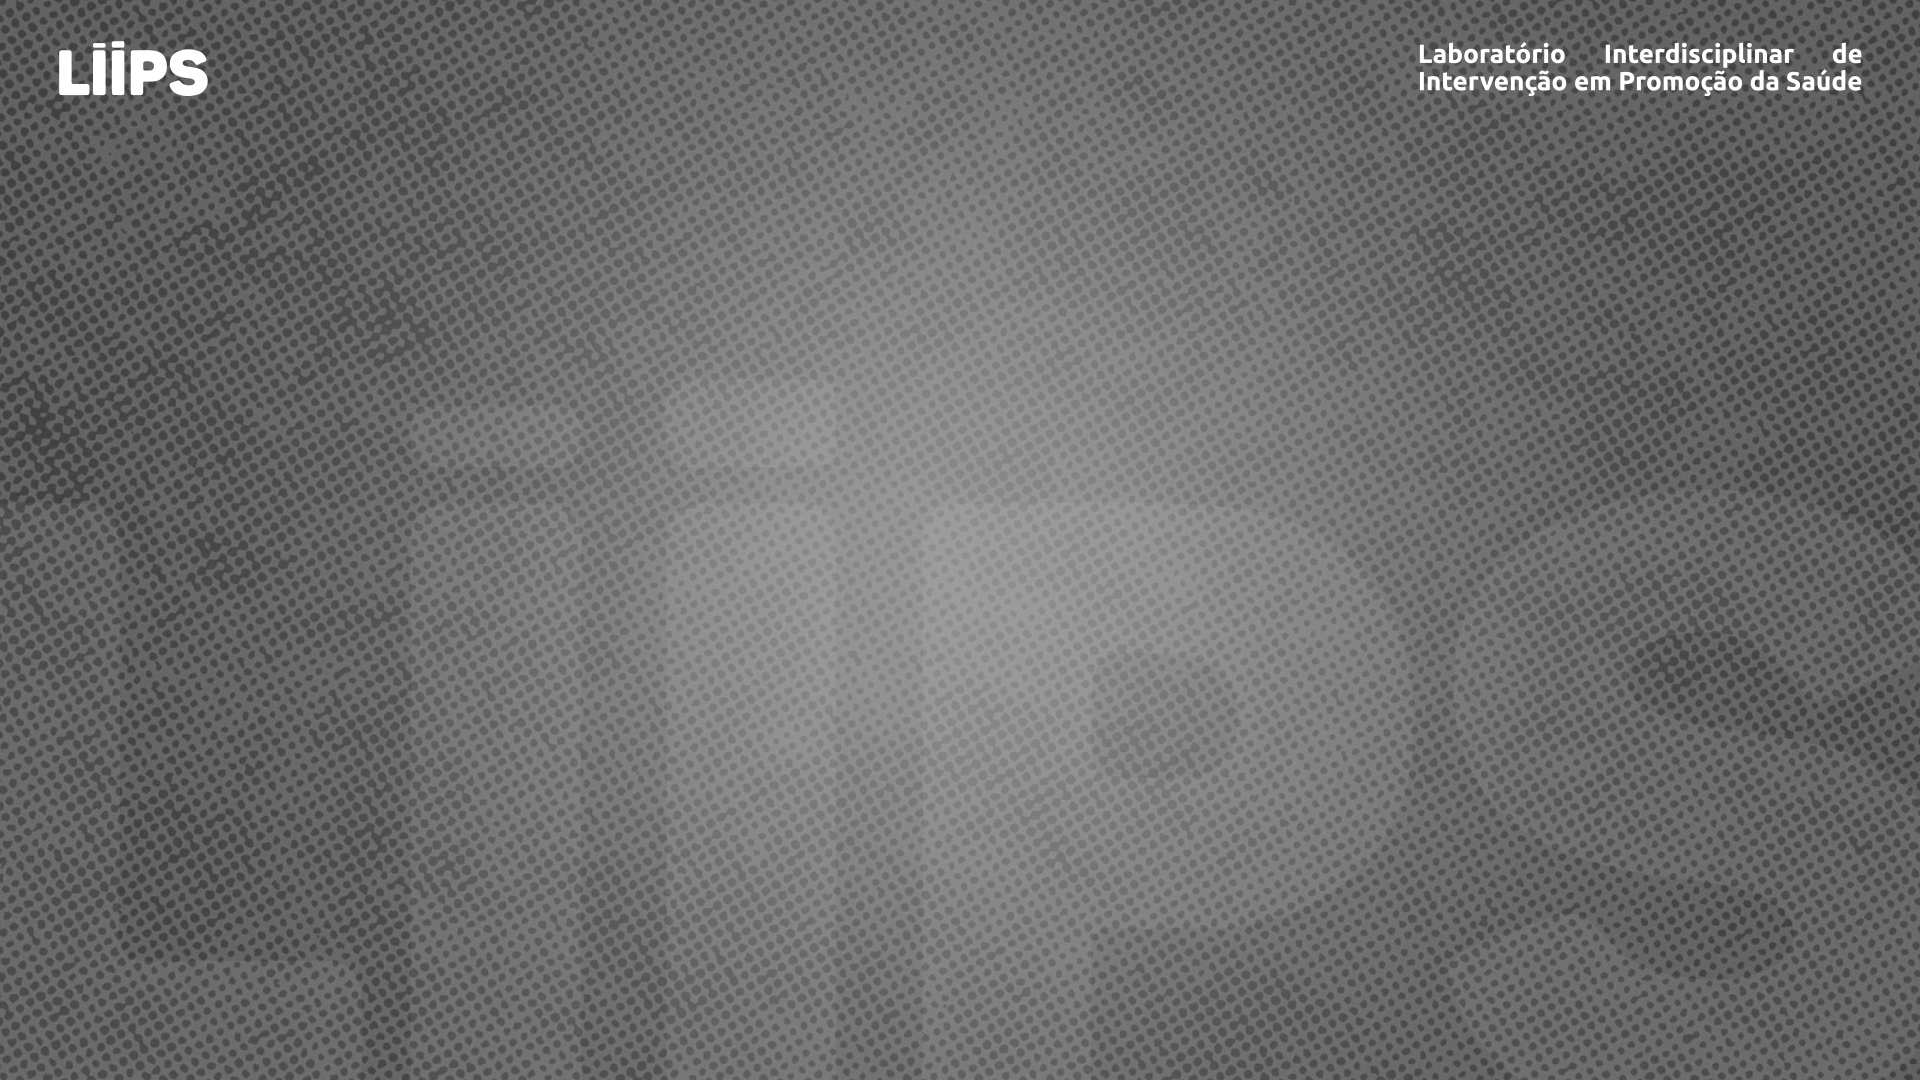 LIIPS
Laboratório Interdisciplinar de
Intervenção em Promoção da Saúde